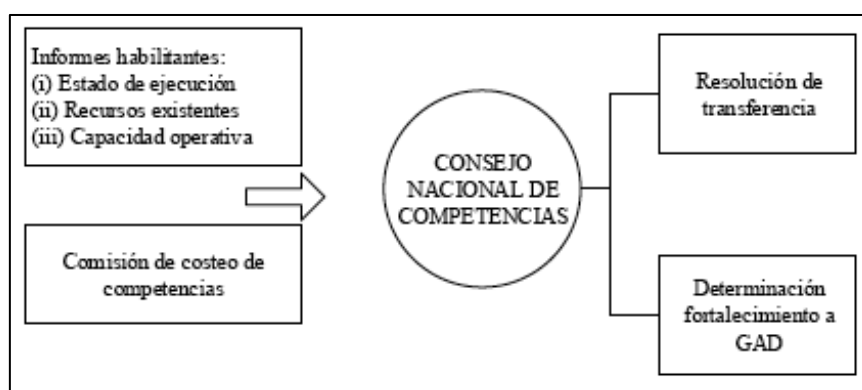 Informes habilitantes:
(i) Estado de ejecución
(ii) Recursos existentes
(iii) Capacidad operativa
Comisión de costeo de
competencias
CONSEJO
NACIONAL DE
COMPETENCIAS
Resolución de
transferencia
Determinación
fortalecimiento a
GAD